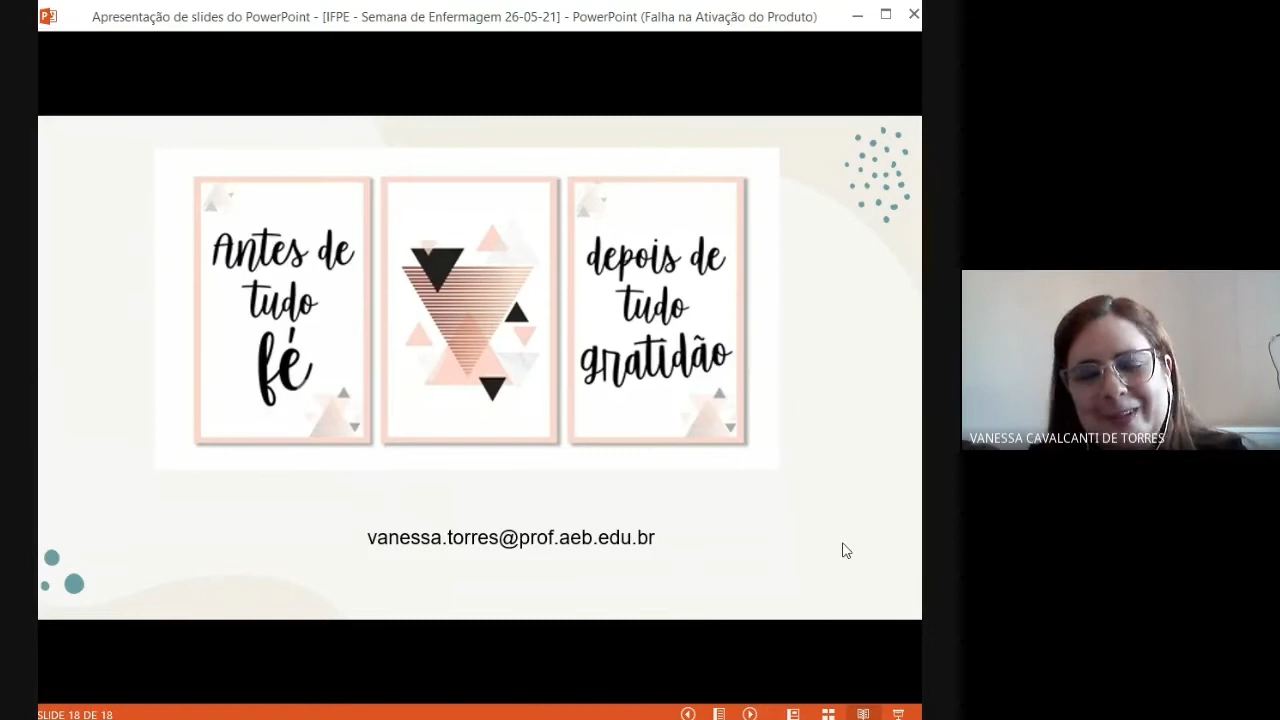 Apresentação de slides do PowerPoint - [IFPE - Semana de Enfermagem 26-05-21] - PowerPoint (Falha na Ativação do Produto)
Antes de
tudo
fé
depois de
tudo
gratidão
vanessa.torres@prof.aeb.edu.br
VANESSA CAVALCANTI DE TORRES
SLIDE 18 DE 18